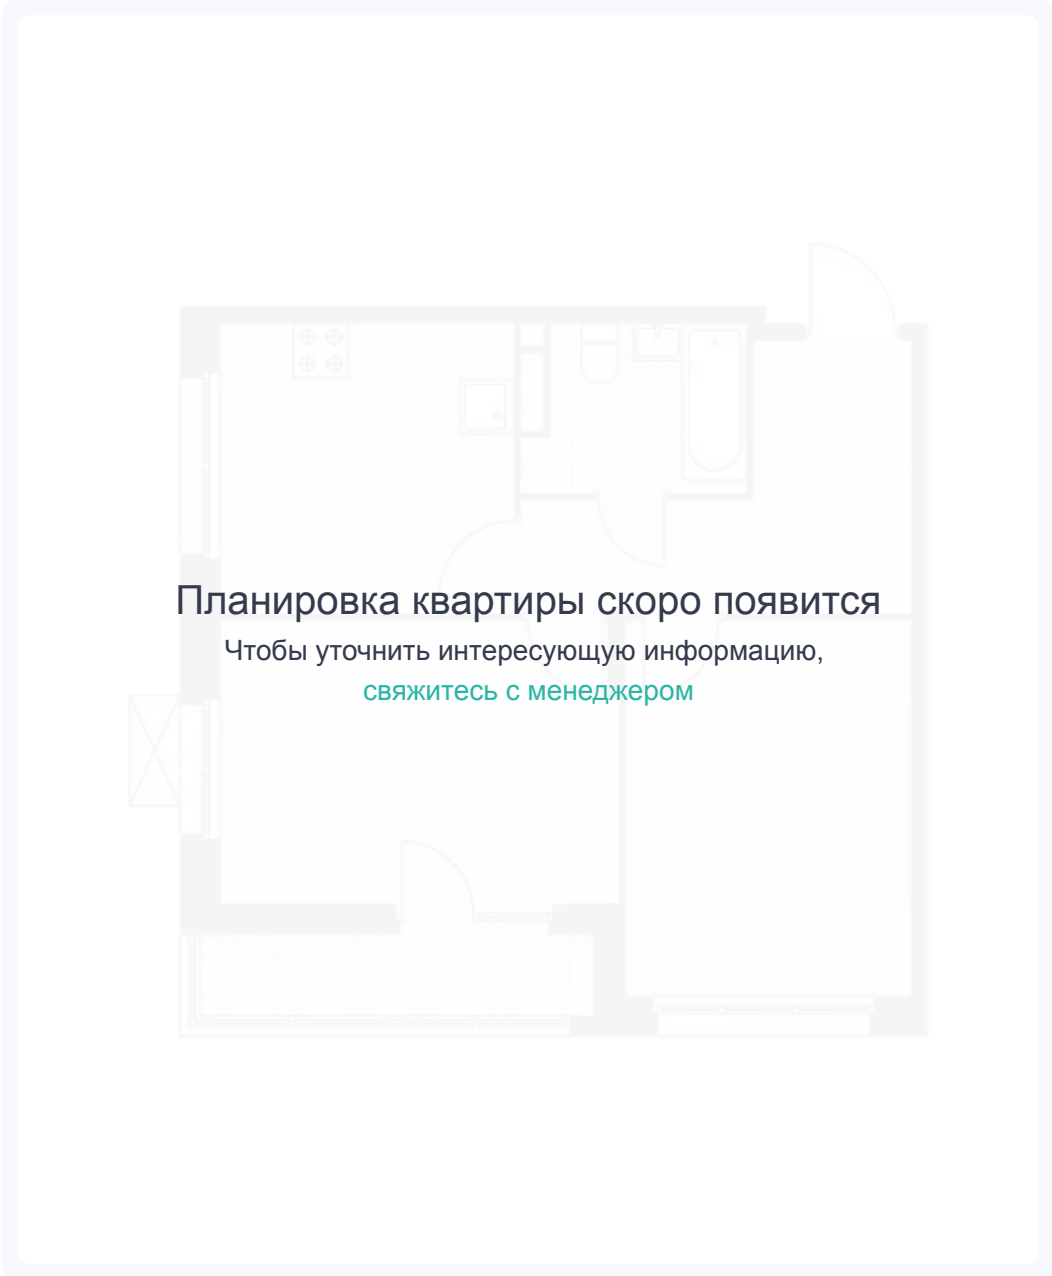 Планировка квартиры скоро появится
Чтобы уточнить интересующую информацию,
свяжитесь с менеджером